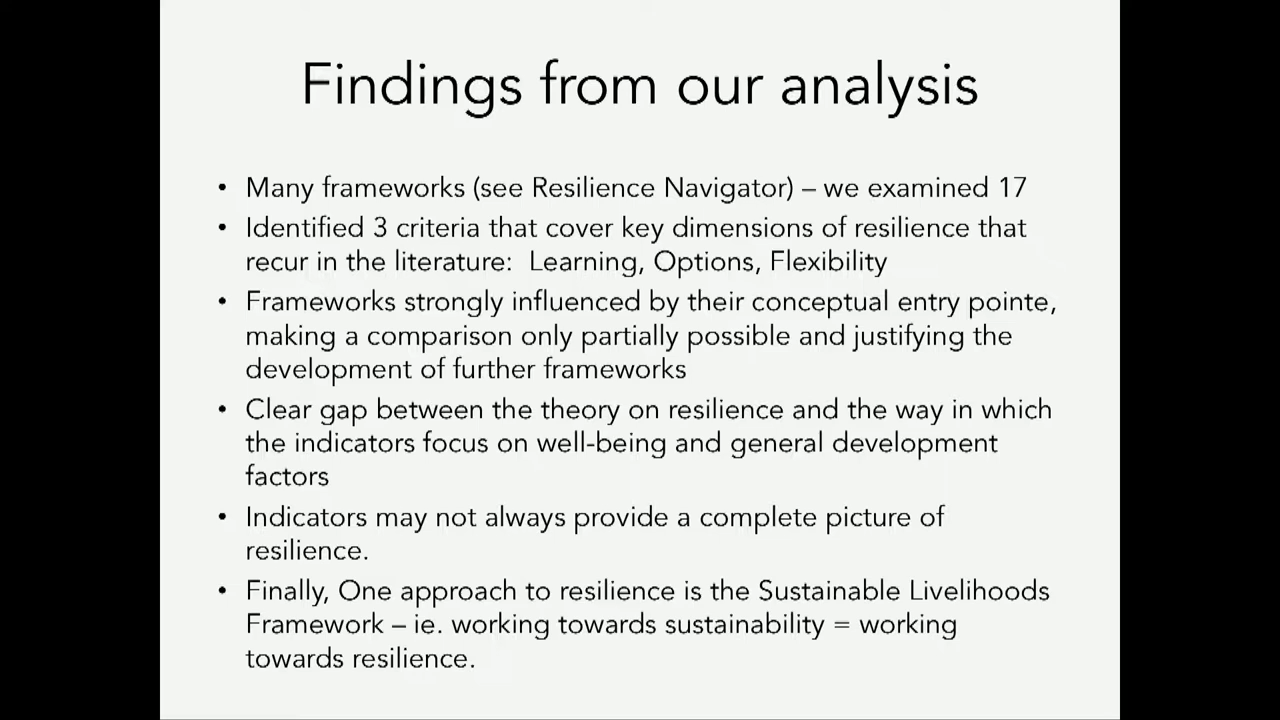 Findings from our analysis
• Many frameworks (see Resilience Navigator) – we examined 17
• Identified 3 criteria that cover key dimensions of resilience that
recur in the literature:  Learning, Options, Flexibility
• Frameworks strongly influenced by their conceptual entry pointe,
making a comparison only partially possible and justifying the
development of further frameworks
• Clear gap between the theory on resilience and the way in which
the indicators focus on well-being and general development
factors
• Indicators may not always provide a complete picture of
resilience.
• Finally, One approach to resilience is the Sustainable Livelihoods
Framework – ie. working towards sustainability = working
towards resilience.